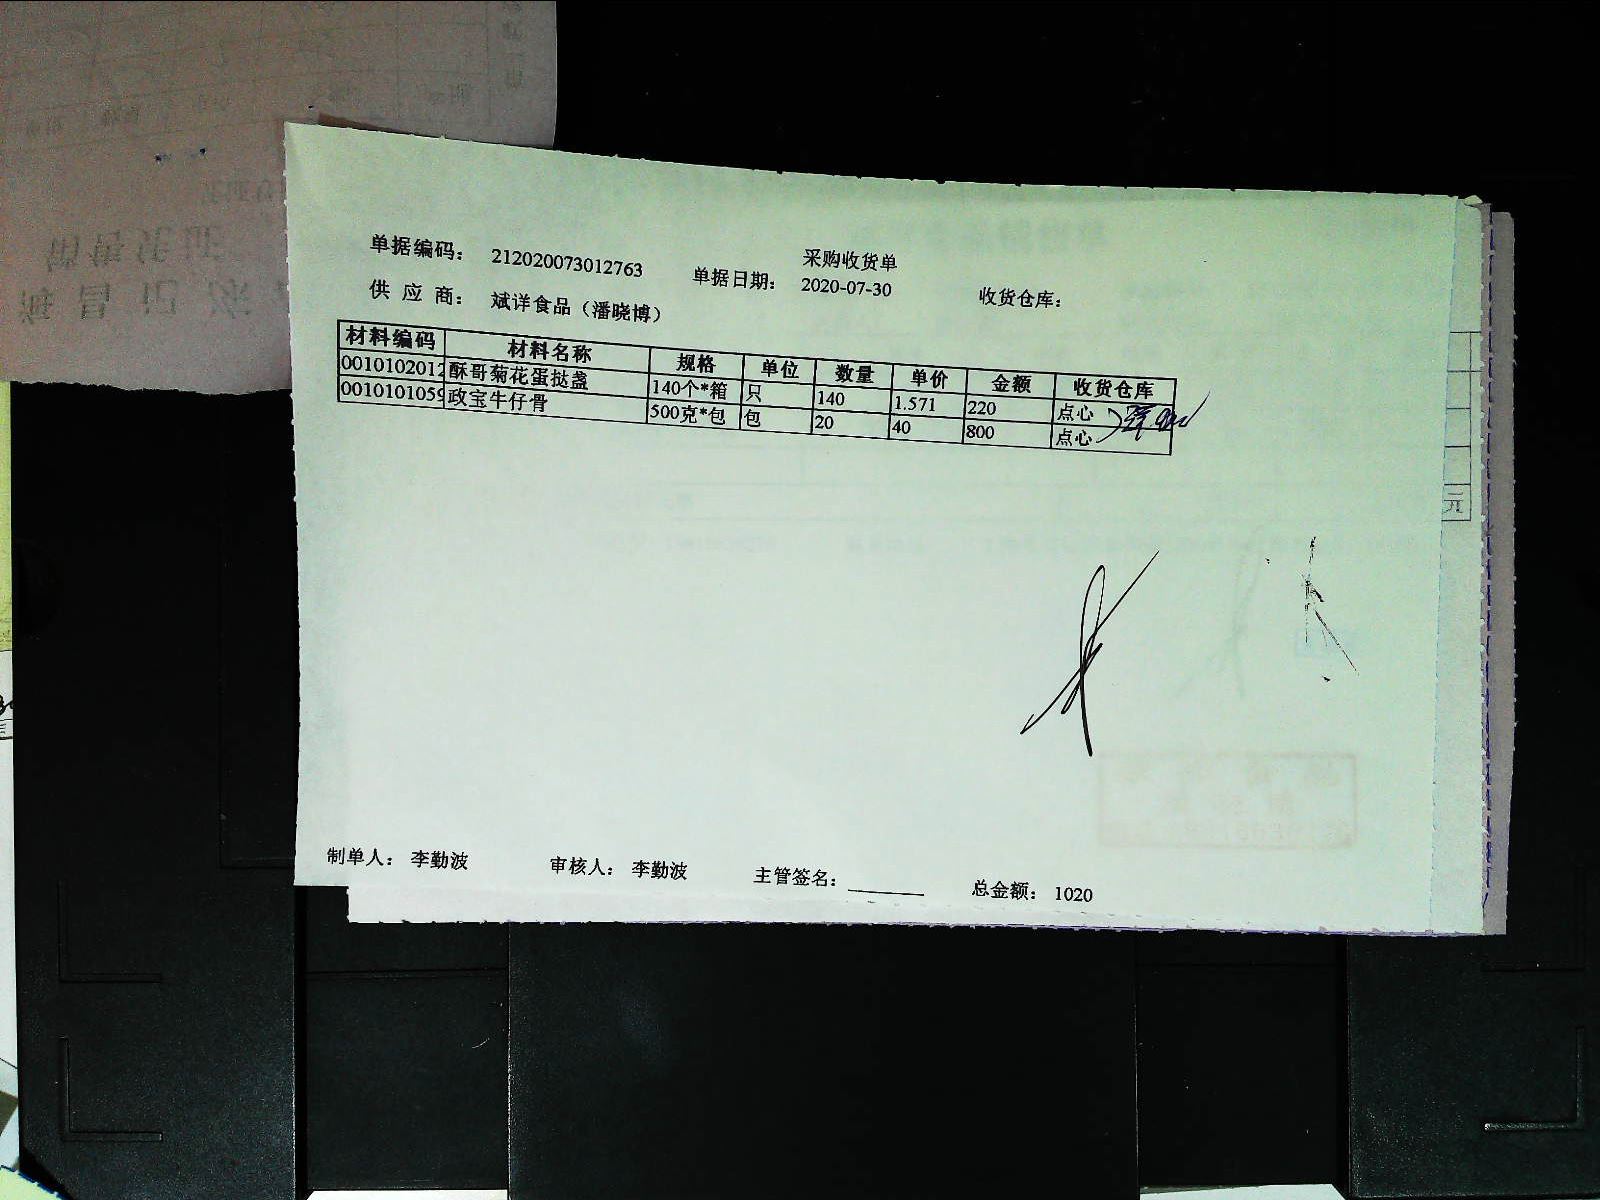 采购收货单
单据编码: 212020073012763 单据日期: 2020-07-30 收货仓库:
供 应 商: 斌详食品（潘晓博）
材料编码 材料名称 规格 单位 数量 单价 金额 收货仓库
0010102012 酥哥菊花蛋挞盏 140个*箱 只 140 1.571 220 点心
0010101059 政宝牛仔骨 500克*包 包 20 40 800 点心
元
制单人: 李勤波 审核人: 李勤波 主管签名: 总金额: 1020